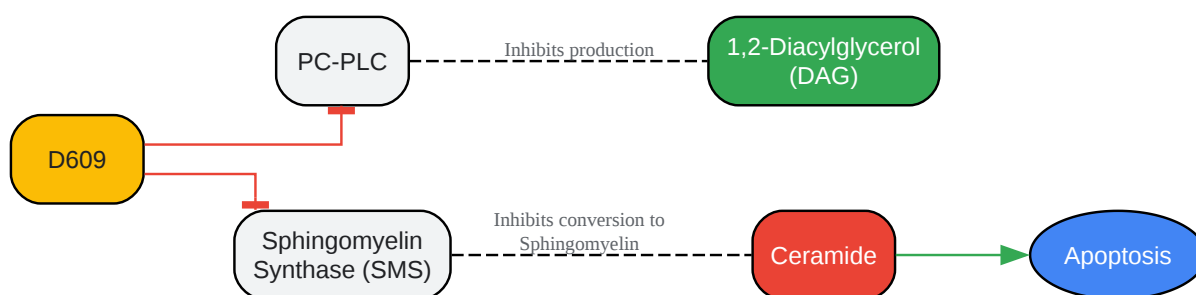 PC-PLC
Inhibits production
1,2-Diacylglycerol
(DAG)
D609
Sphingomyelin
Synthase (SMS)
Inhibits conversion to
Sphingomyelin
Ceramide
Apoptosis